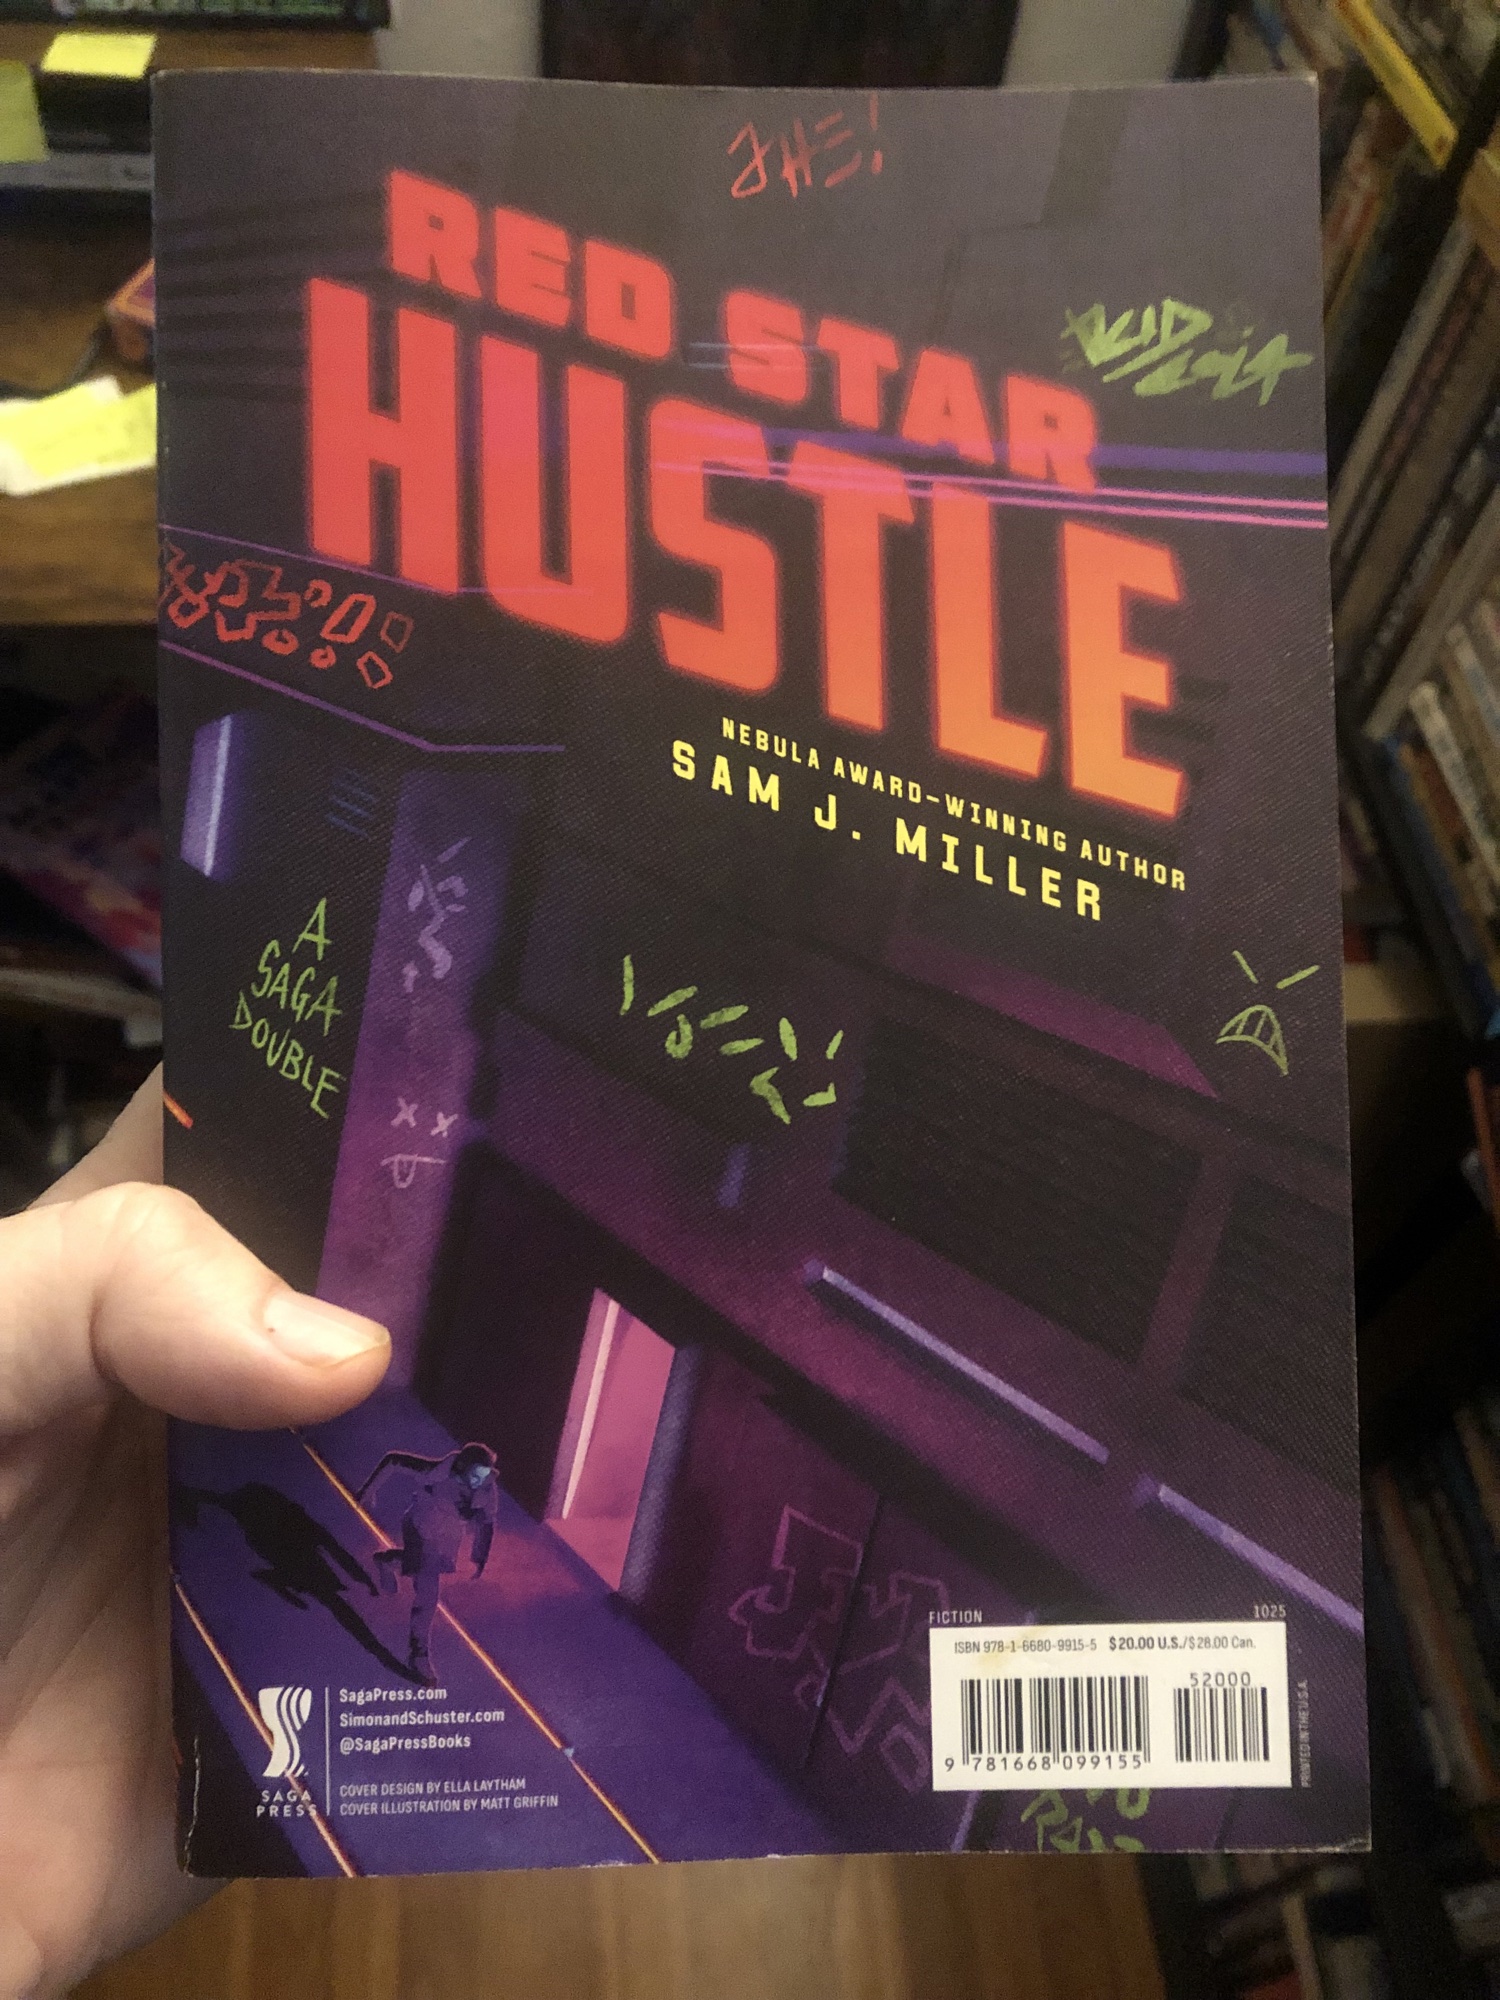 THE!
RED STAR
HUSTLE
NEBULA AWARD-WINNING AUTHOR
SAM J. MILLER
A
SAGA
DOUBLE
FICTION 1025
ISBN 978-1-6680-9915-5 $20.00 U.S./$28.00 Can.
52000
9 781668 099155
PRINTED IN THE U.S.A.
SagaPress.com
SimonandSchuster.com
@SagaPressBooks
SAGA
PRESS
COVER DESIGN BY ELLA LAYTHAM
COVER ILLUSTRATION BY MATT GRIFFIN